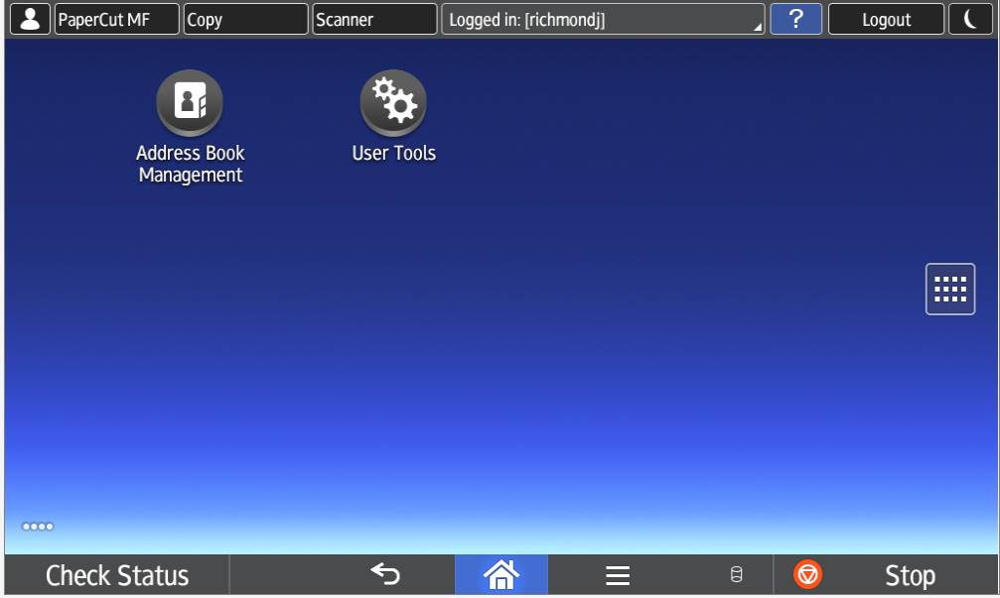 PaperCut MF
Copy
Scanner
Logged in: [richmondj]
?
Logout
Address Book
Management
User Tools
Check Status
Stop